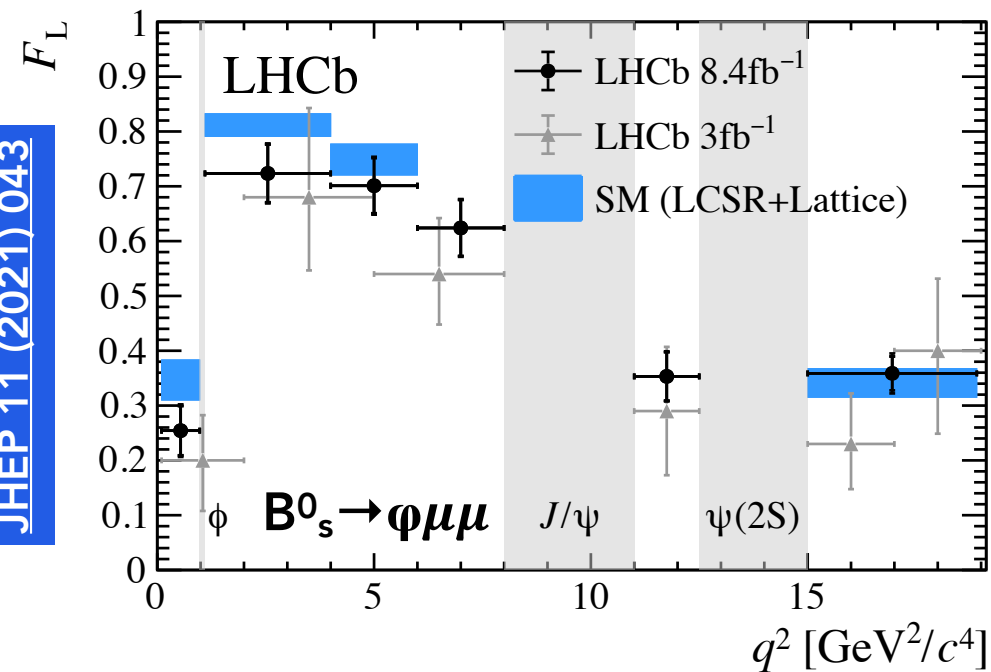 JHEP 11 (2021) 043
F_L
1
0.9
0.8
0.7
0.6
0.5
0.4
0.3
0.2
0.1
0
LHCb
LHCb 8.4fb⁻¹
LHCb 3fb⁻¹
SM (LCSR+Lattice)
ϕ
B⁰ₛ→φμμ
J/ψ
ψ(2S)
0 5 10 15
q² [GeV²/c⁴]